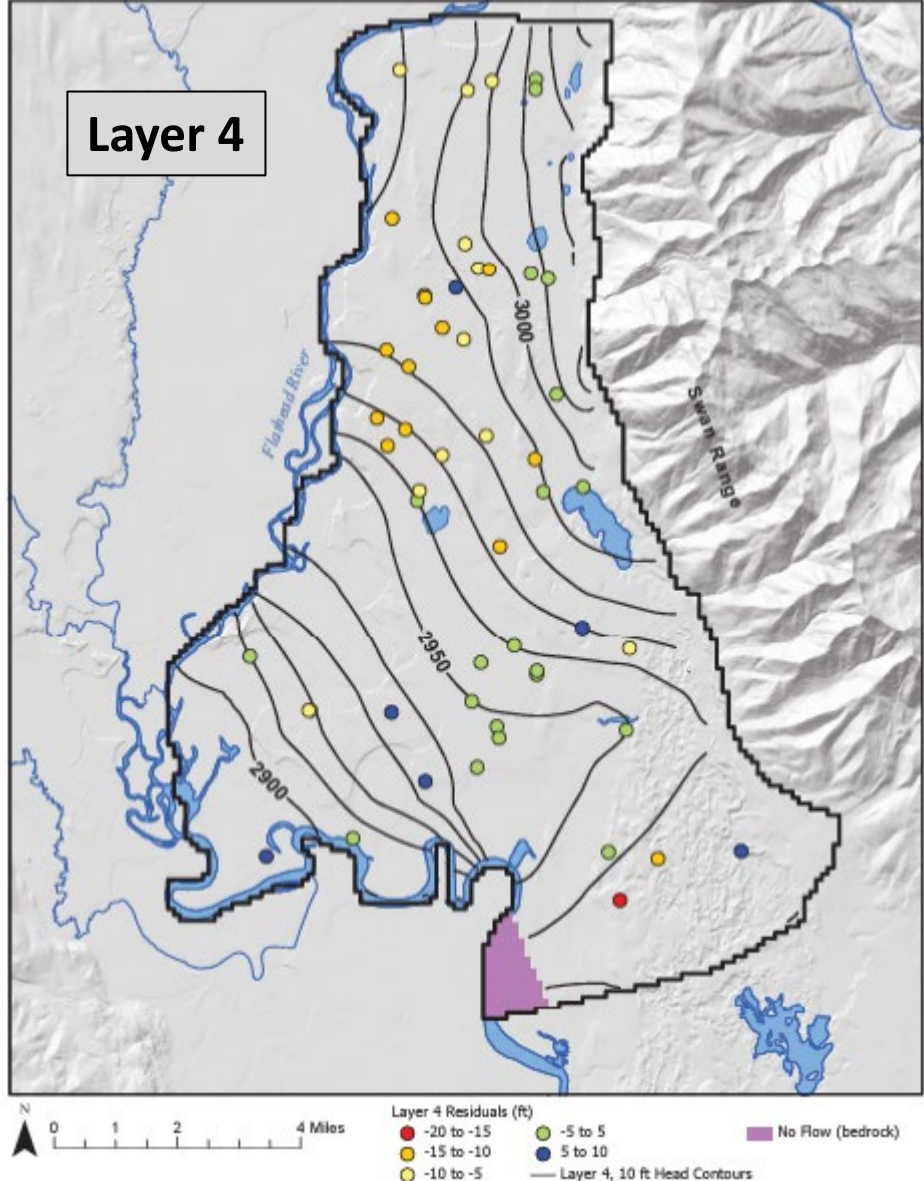 Layer 4
3000
Flathead River
Swan Range
2950
2900
N
0 1 2 4 Miles
Layer 4 Residuals (ft)
-20 to -15
-15 to -10
-10 to -5
-5 to 5
5 to 10
Layer 4, 10 ft Head Contours
No Flow (bedrock)